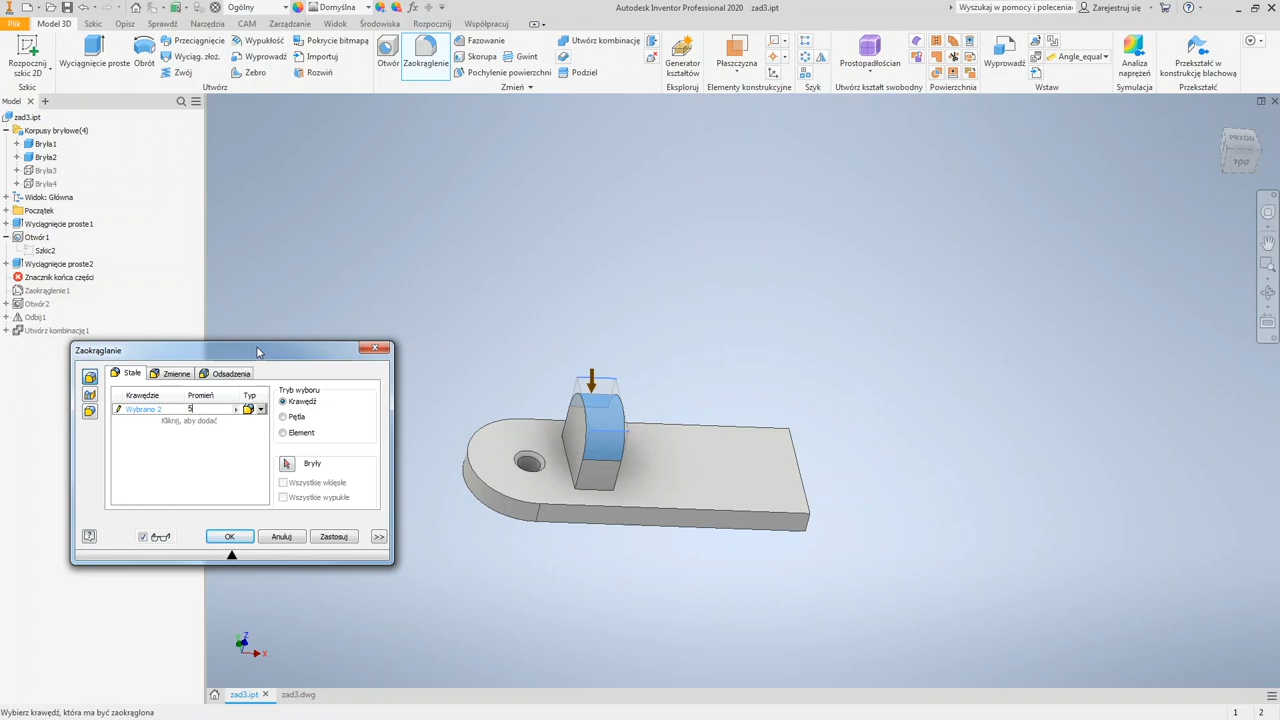 Ogólny
Domyślna
Autodesk Inventor Professional 2020 zad3.ipt
Wyszukaj w pomocy i polecenia
Zarejestruj się
Plik Model 3D Szkic Opisz Sprawdź Narzędzia CAM Zarządzanie Widok Środowiska Rozpocznij Współpracuj
Rozpocznij szkic 2D
Wyciągnięcie proste
Obrót
Przeciągnięcie
Wyciąg. złoż.
Zwój
Wypukłość
Wyprowadź
Żebro
Pokrycie bitmapą
Importuj
Rozwiń
Otwór
Zaokrąglenie
Fazowanie
Skorupa
Gwint
Pochylenie powierzchni
Utwórz kombinację
Podziel
Generator kształtów
Płaszczyzna
Prostopadłościan
Wyprowadź
Angle_equal
Analiza naprężeń
Przekształć w konstrukcję blachową
Szkic
Utwórz
Zmień
Eksploruj
Elementy konstrukcyjne
Szyk
Utwórz kształt swobodny
Powierzchnia
Wstaw
Symulacja
Przekształć
Model
zad3.ipt
Korpusy bryłowe(4)
Bryła1
Bryła2
Bryła3
Bryła4
Widok: Główna
Początek
Wyciągnięcie proste1
Otwór1
Szkic2
Wyciągnięcie proste2
Znacznik końca części
Zaokrąglenie1
Otwór2
Odbij1
Utwórz kombinację1
PRZÓD
DÓŁ
Zaokrąglanie
Stałe
Zmienne
Odsadzenia
Krawędzie Promień Typ
Wybrano 2 5
Kliknij, aby dodać
Tryb wyboru
Krawędź
Pętla
Element
Bryły
Wszystkie wklęsłe
Wszystkie wypukłe
OK
Anuluj
Zastosuj
>>
Z
X
zad3.ipt
zad3.dwg
Wybierz krawędź, która ma być zaokrąglona
1 2